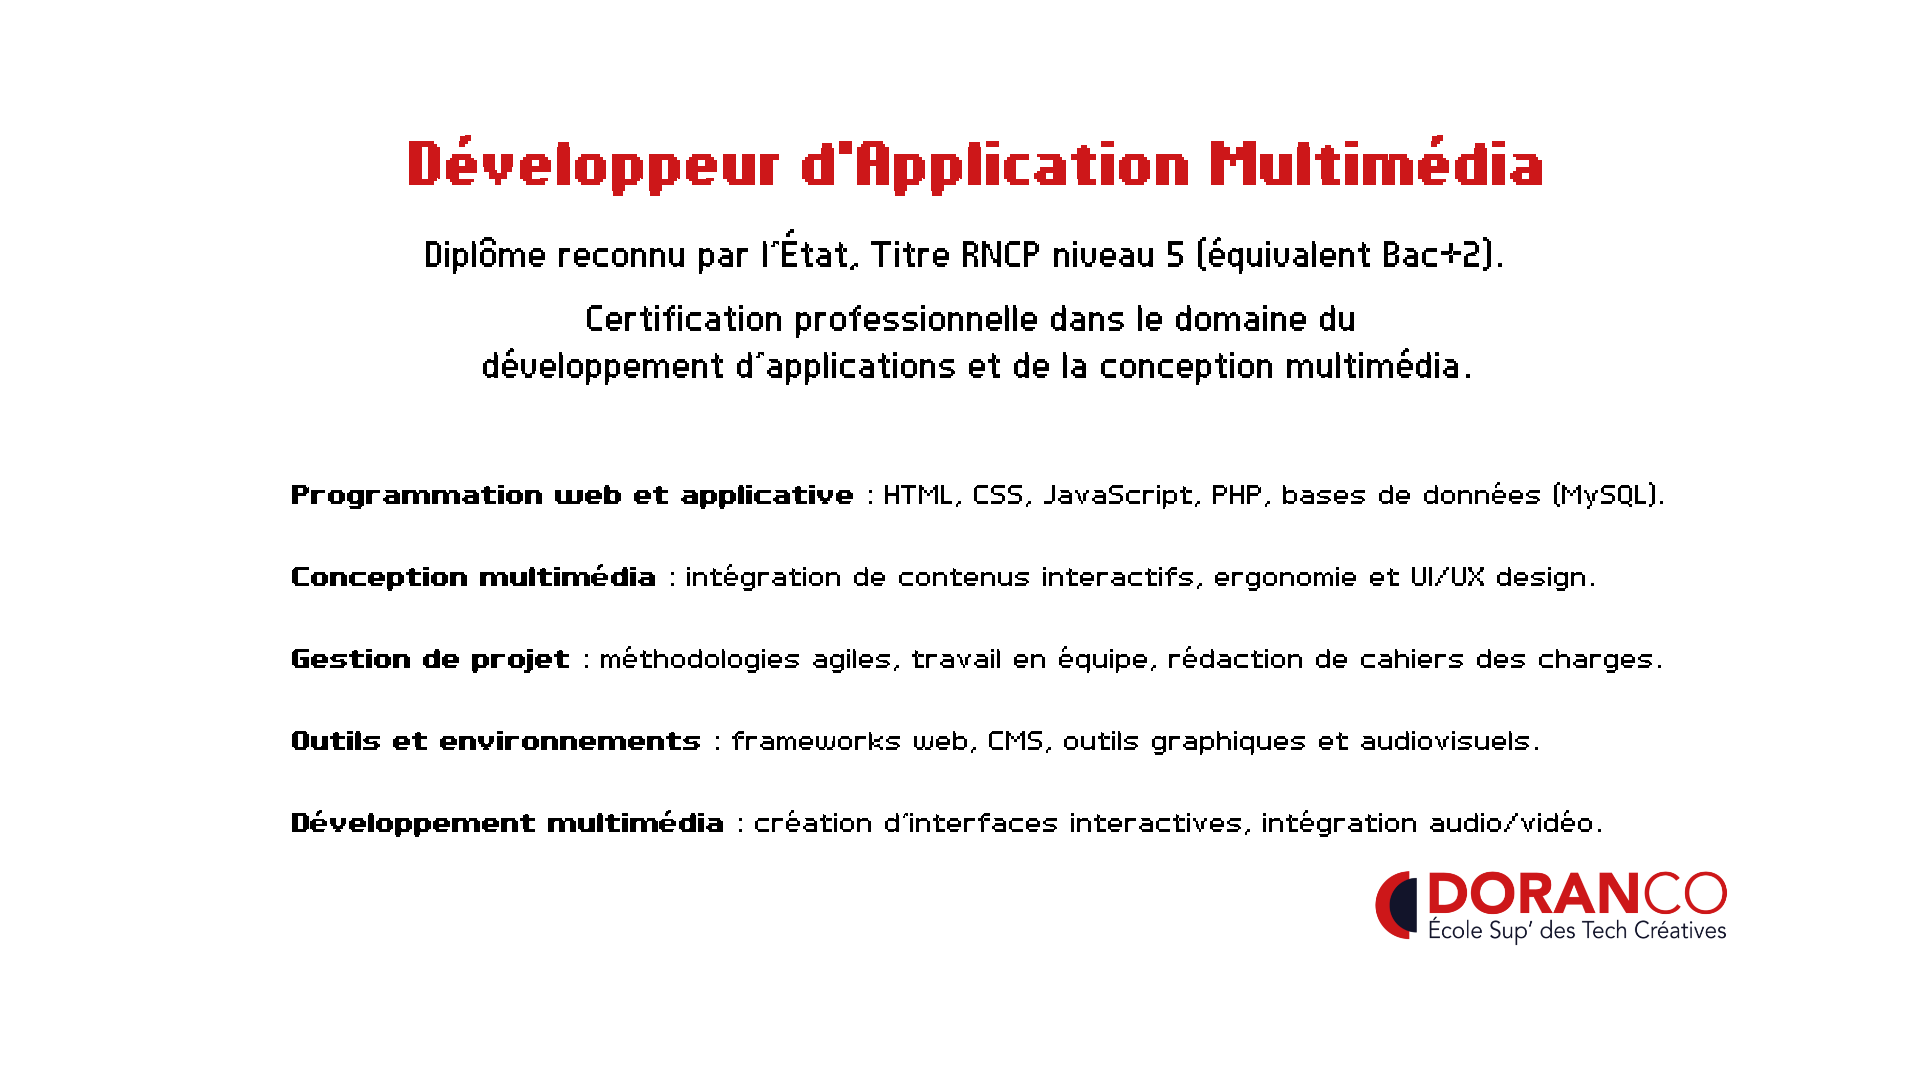 Développeur d'Application Multimédia
Diplôme reconnu par l'État, Titre RNCP niveau 5 (équivalent Bac+2).
Certification professionnelle dans le domaine du
développement d'applications et de la conception multimédia.
Programmation web et applicative : HTML, CSS, JavaScript, PHP, bases de données (MySQL).
Conception multimédia : intégration de contenus interactifs, ergonomie et UI/UX design.
Gestion de projet : méthodologies agiles, travail en équipe, rédaction de cahiers des charges.
Outils et environnements : frameworks web, CMS, outils graphiques et audiovisuels.
Développement multimédia : création d'interfaces interactives, intégration audio/vidéo.
DORANCO
École Sup' des Tech Créatives